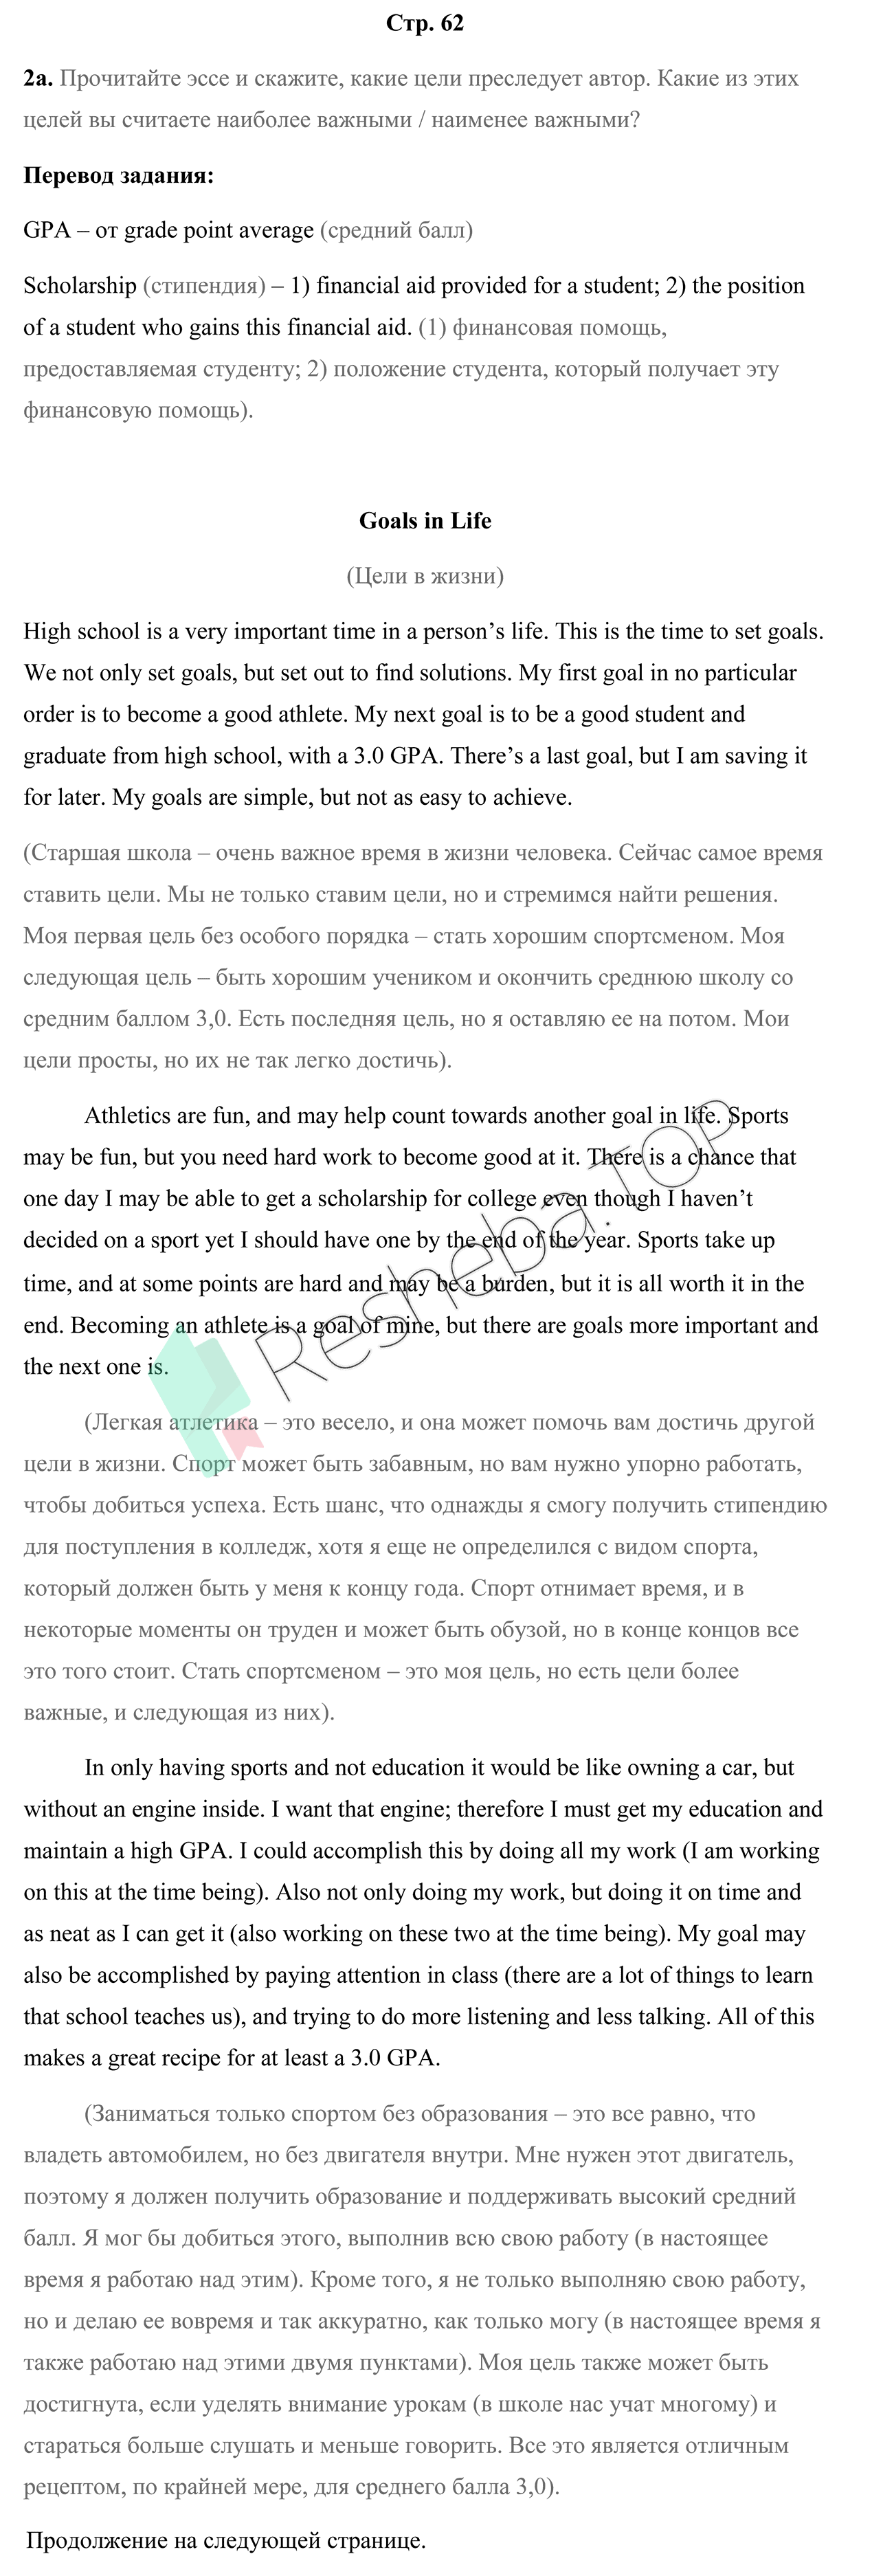 Стр. 62
2a. Прочитайте эссе и скажите, какие цели преследует автор. Какие из этих
целей вы считаете наиболее важными / наименее важными?
Перевод задания:
GPA – от grade point average (средний балл)
Scholarship (стипендия) – 1) financial aid provided for a student; 2) the position
of a student who gains this financial aid. (1) финансовая помощь,
предоставляемая студенту; 2) положение студента, который получает эту
финансовую помощь).
Goals in Life
(Цели в жизни)
High school is a very important time in a person’s life. This is the time to set goals.
We not only set goals, but set out to find solutions. My first goal in no particular
order is to become a good athlete. My next goal is to be a good student and
graduate from high school, with a 3.0 GPA. There’s a last goal, but I am saving it
for later. My goals are simple, but not as easy to achieve.
(Старшая школа – очень важное время в жизни человека. Сейчас самое время
ставить цели. Мы не только ставим цели, но и стремимся найти решения.
Моя первая цель без особого порядка – стать хорошим спортсменом. Моя
следующая цель – быть хорошим учеником и окончить среднюю школу со
средним баллом 3,0. Есть последняя цель, но я оставляю ее на потом. Мои
цели просты, но их не так легко достичь).
Athletics are fun, and may help count towards another goal in life. Sports
may be fun, but you need hard work to become good at it. There is a chance that
one day I may be able to get a scholarship for college even though I haven’t
decided on a sport yet I should have one by the end of the year. Sports take up
time, and at some points are hard and may be a burden, but it is all worth it in the
end. Becoming an athlete is a goal of mine, but there are goals more important and
the next one is.
Resheba.TOP
(Легкая атлетика – это весело, и она может помочь вам достичь другой
цели в жизни. Спорт может быть забавным, но вам нужно упорно работать,
чтобы добиться успеха. Есть шанс, что однажды я смогу получить стипендию
для поступления в колледж, хотя я еще не определился с видом спорта,
который должен быть у меня к концу года. Спорт отнимает время, и в
некоторые моменты он труден и может быть обузой, но в конце концов все
это того стоит. Стать спортсменом – это моя цель, но есть цели более
важные, и следующая из них).
In only having sports and not education it would be like owning a car, but
without an engine inside. I want that engine; therefore I must get my education and
maintain a high GPA. I could accomplish this by doing all my work (I am working
on this at the time being). Also not only doing my work, but doing it on time and
as neat as I can get it (also working on these two at the time being). My goal may
also be accomplished by paying attention in class (there are a lot of things to learn
that school teaches us), and trying to do more listening and less talking. All of this
makes a great recipe for at least a 3.0 GPA.
(Заниматься только спортом без образования – это все равно, что
владеть автомобилем, но без двигателя внутри. Мне нужен этот двигатель,
поэтому я должен получить образование и поддерживать высокий средний
балл. Я мог бы добиться этого, выполнив всю свою работу (в настоящее
время я работаю над этим). Кроме того, я не только выполняю свою работу,
но и делаю ее вовремя и так аккуратно, как только могу (в настоящее время я
также работаю над этими двумя пунктами). Моя цель также может быть
достигнута, если уделять внимание урокам (в школе нас учат многому) и
стараться больше слушать и меньше говорить. Все это является отличным
рецептом, по крайней мере, для среднего балла 3,0).
Продолжение на следующей странице.